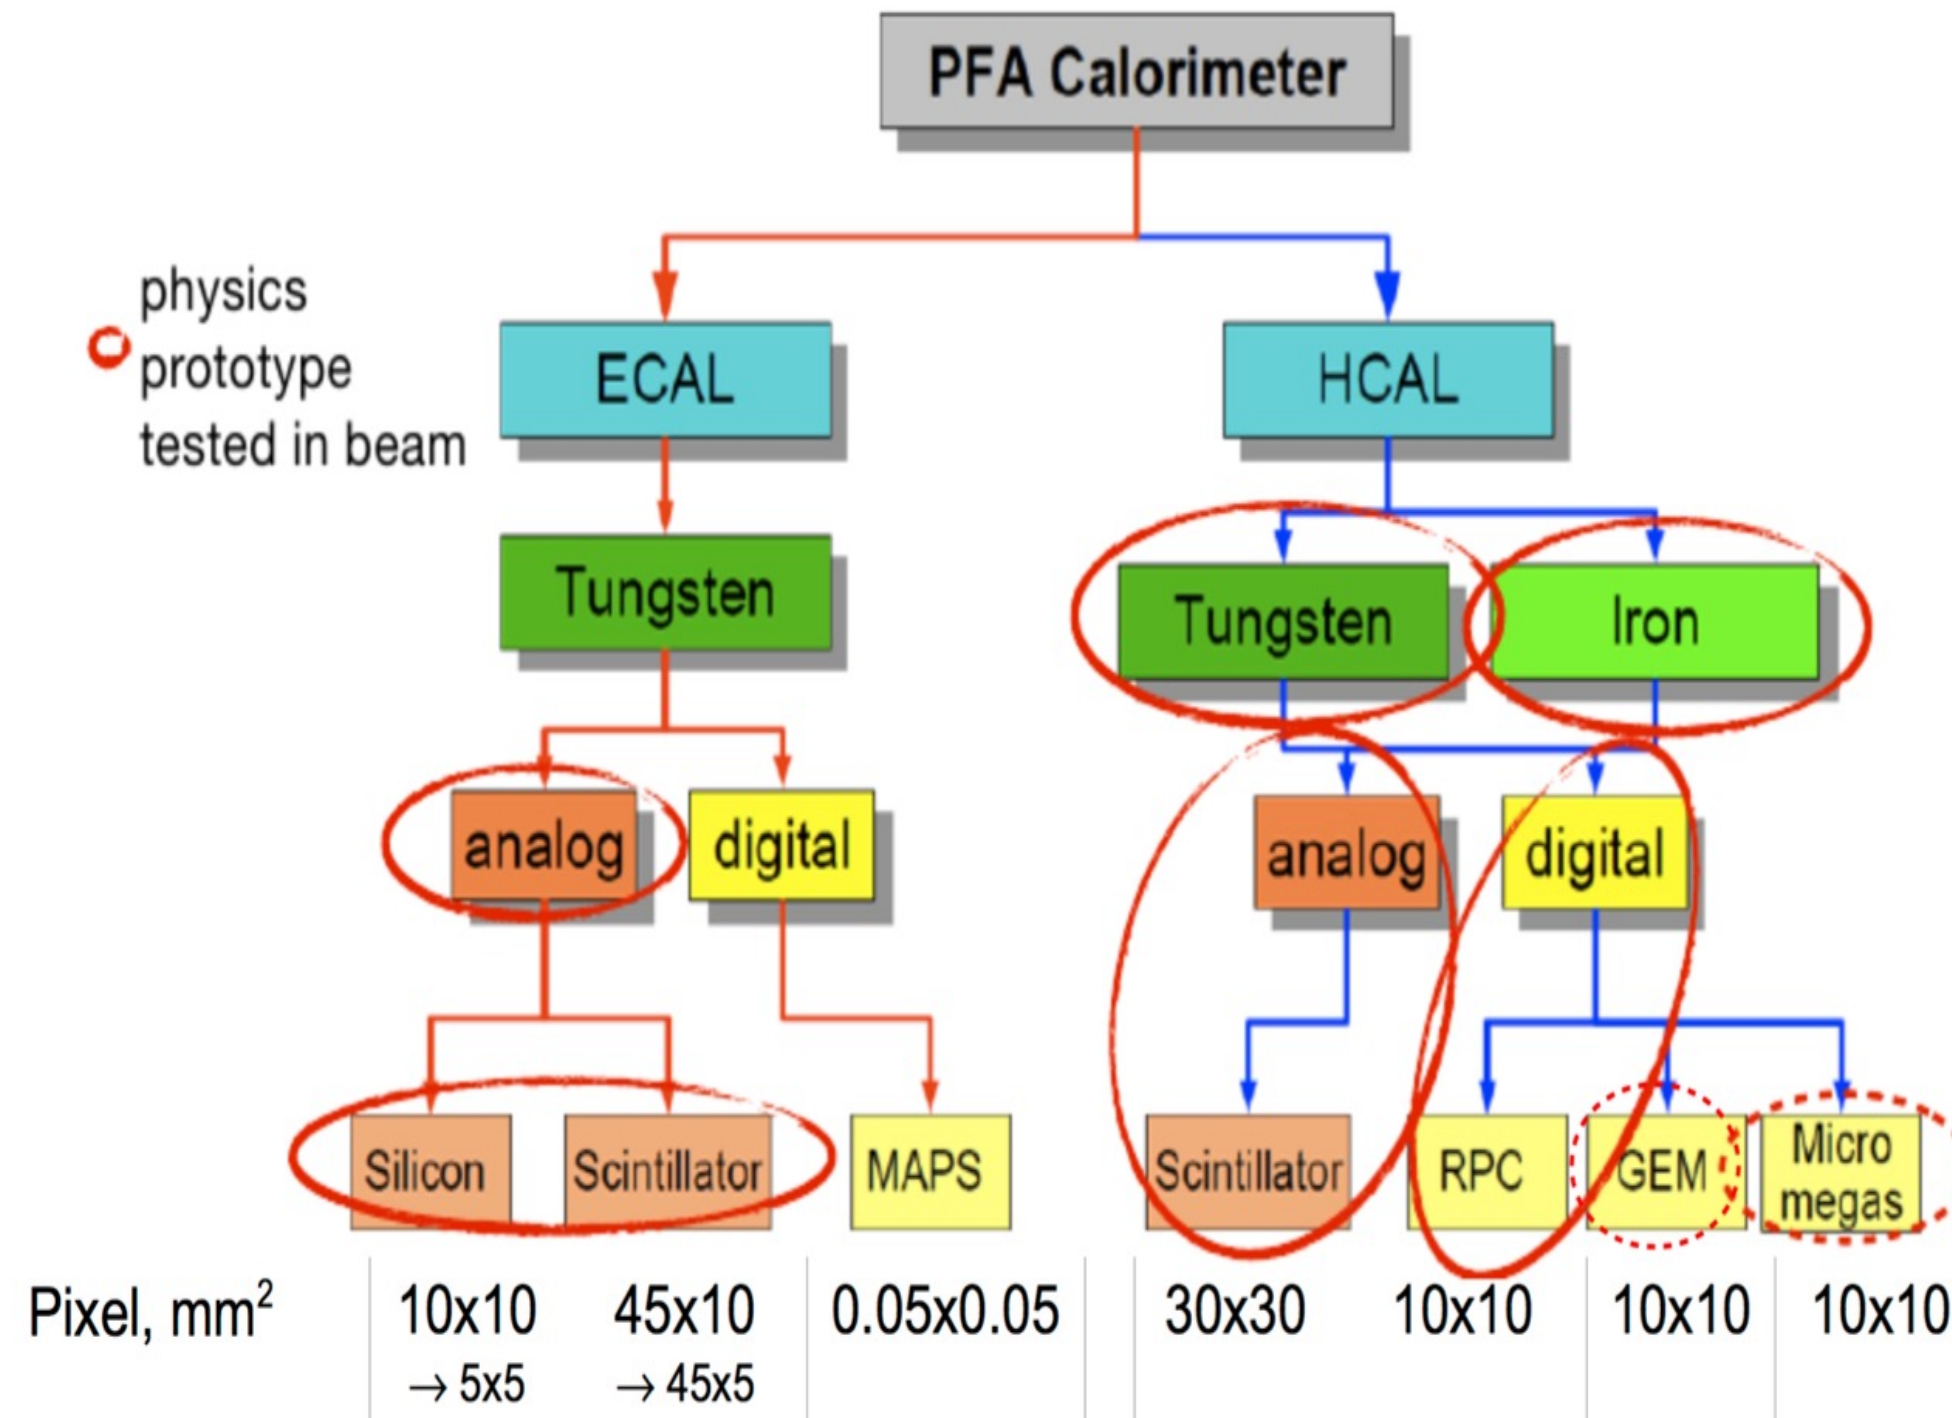 PFA Calorimeter
physics
prototype
tested in beam
ECAL
HCAL
Tungsten
Tungsten
Iron
analog
digital
analog
digital
Silicon
Scintillator
MAPS
Scintillator
RPC
GEM
Micro
megas
Pixel, mm² 10x10 45x10 0.05x0.05 30x30 10x10 10x10 10x10
→ 5x5 → 45x5